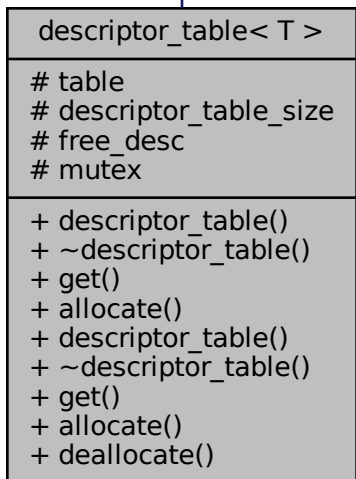 descriptor_table< T >
# table
# descriptor_table_size
# free_desc
# mutex
+ descriptor_table()
+ ~descriptor_table()
+ get()
+ allocate()
+ descriptor_table()
+ ~descriptor_table()
+ get()
+ allocate()
+ deallocate()